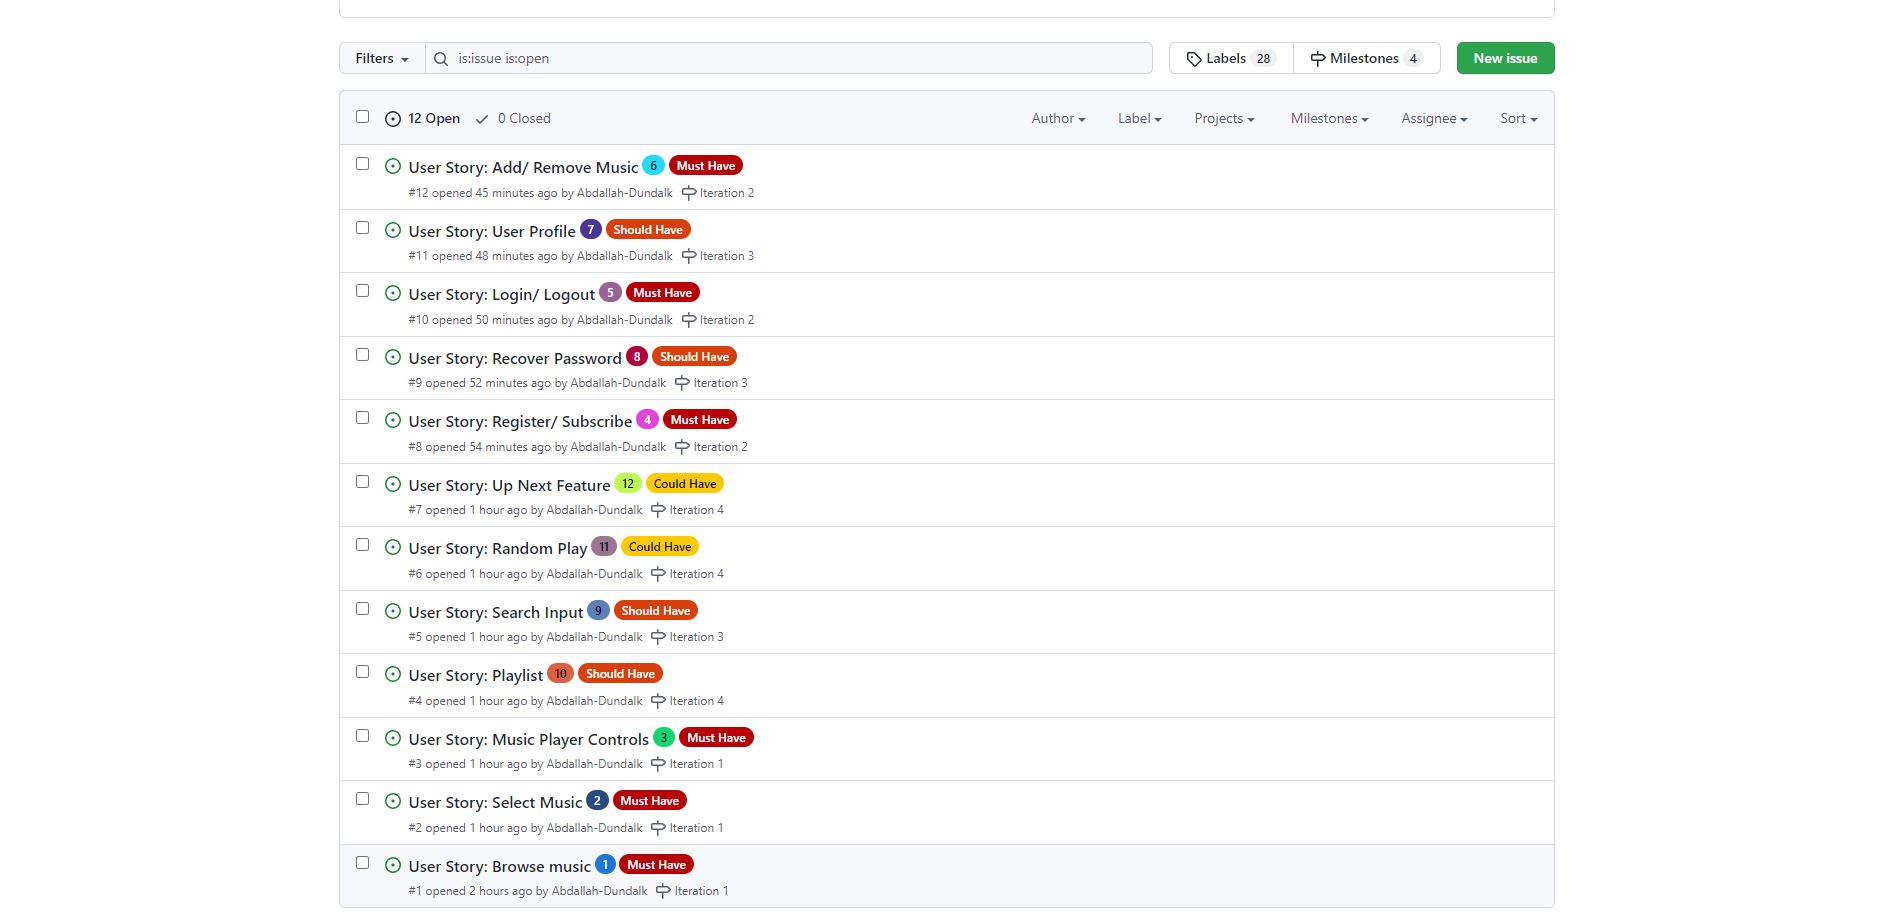 Filters is:issue is:open Labels 28 Milestones 4 New issue
12 Open 0 Closed Author Label Projects Milestones Assignee Sort
User Story: Add/ Remove Music 6 Must Have
#12 opened 45 minutes ago by Abdallah-Dundalk Iteration 2
User Story: User Profile 7 Should Have
#11 opened 48 minutes ago by Abdallah-Dundalk Iteration 3
User Story: Login/ Logout 5 Must Have
#10 opened 50 minutes ago by Abdallah-Dundalk Iteration 2
User Story: Recover Password 8 Should Have
#9 opened 52 minutes ago by Abdallah-Dundalk Iteration 3
User Story: Register/ Subscribe 4 Must Have
#8 opened 54 minutes ago by Abdallah-Dundalk Iteration 2
User Story: Up Next Feature 12 Could Have
#7 opened 1 hour ago by Abdallah-Dundalk Iteration 4
User Story: Random Play 11 Could Have
#6 opened 1 hour ago by Abdallah-Dundalk Iteration 4
User Story: Search Input 9 Should Have
#5 opened 1 hour ago by Abdallah-Dundalk Iteration 3
User Story: Playlist 10 Should Have
#4 opened 1 hour ago by Abdallah-Dundalk Iteration 4
User Story: Music Player Controls 3 Must Have
#3 opened 1 hour ago by Abdallah-Dundalk Iteration 1
User Story: Select Music 2 Must Have
#2 opened 1 hour ago by Abdallah-Dundalk Iteration 1
User Story: Browse music 1 Must Have
#1 opened 2 hours ago by Abdallah-Dundalk Iteration 1